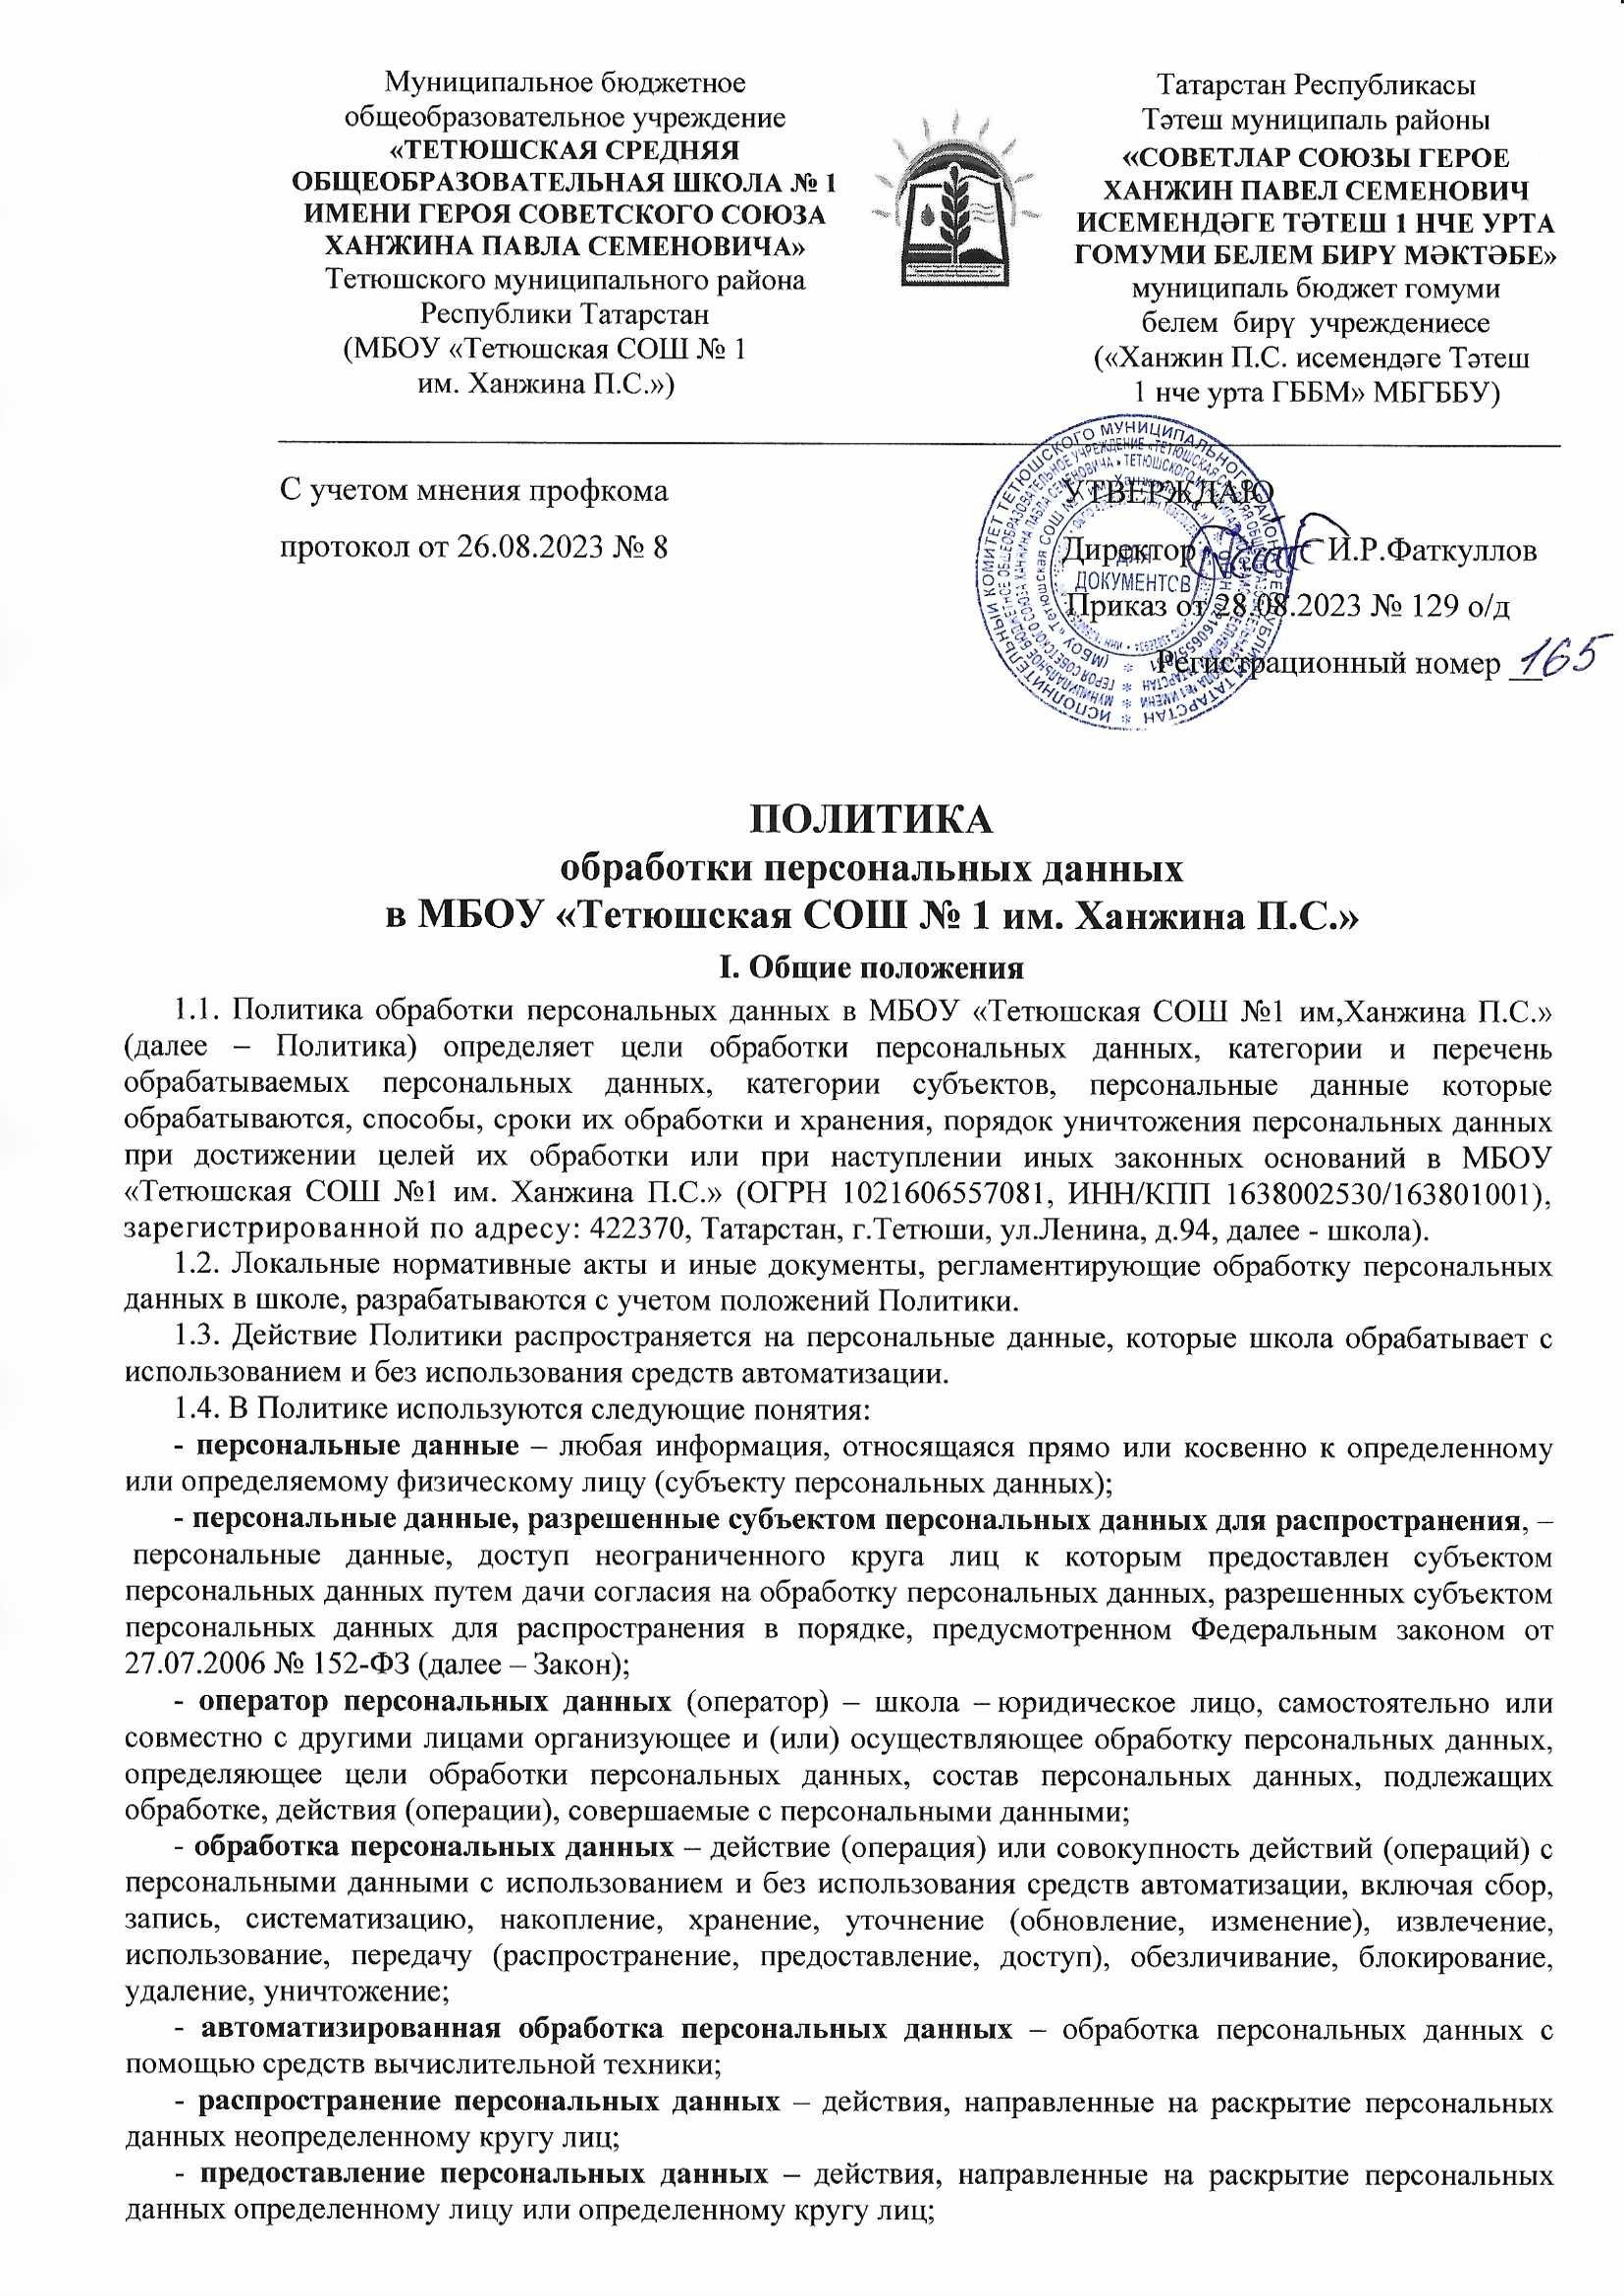 Муниципальное бюджетное
общеобразовательное учреждение
«ТЕТЮШСКАЯ СРЕДНЯЯ
ОБЩЕОБРАЗОВАТЕЛЬНАЯ ШКОЛА № 1
ИМЕНИ ГЕРОЯ СОВЕТСКОГО СОЮЗА
ХАНЖИНА ПАВЛА СЕМЕНОВИЧА»
Тетюшского муниципального района
Республики Татарстан
(МБОУ «Тетюшская СОШ № 1
им. Ханжина П.С.»)
Татарстан Республикасы
Тәтеш муниципаль районы
«СОВЕТЛАР СОЮЗЫ ГЕРОЕ
ХАНЖИН ПАВЕЛ СЕМЕНОВИЧ
ИСЕМЕНДӘГЕ ТӘТЕШ 1 НЧЕ УРТА
ГОМУМИ БЕЛЕМ БИРҮ МӘКТӘБЕ»
муниципаль бюджет гомуми
белем бирү учреждениесе
(«Ханжин П.С. исемендәге Тәтеш
1 нче урта ГББМ» МБГББУ)
С учетом мнения профкома
протокол от 26.08.2023 № 8
УТВЕРЖДАЮ
Директор И.Р.Фаткуллов
Приказ от 28.08.2023 № 129 о/д
Регистрационный номер 165
ДЛЯ
ДОКУМЕНТОВ
ПОЛИТИКА
обработки персональных данных
в МБОУ «Тетюшская СОШ № 1 им. Ханжина П.С.»
I. Общие положения
1.1. Политика обработки персональных данных в МБОУ «Тетюшская СОШ №1 им,Ханжина П.С.»
(далее – Политика) определяет цели обработки персональных данных, категории и перечень
обрабатываемых персональных данных, категории субъектов, персональные данные которые
обрабатываются, способы, сроки их обработки и хранения, порядок уничтожения персональных данных
при достижении целей их обработки или при наступлении иных законных оснований в МБОУ
«Тетюшская СОШ №1 им. Ханжина П.С.» (ОГРН 1021606557081, ИНН/КПП 1638002530/163801001),
зарегистрированной по адресу: 422370, Татарстан, г.Тетюши, ул.Ленина, д.94, далее - школа).
1.2. Локальные нормативные акты и иные документы, регламентирующие обработку персональных
данных в школе, разрабатываются с учетом положений Политики.
1.3. Действие Политики распространяется на персональные данные, которые школа обрабатывает с
использованием и без использования средств автоматизации.
1.4. В Политике используются следующие понятия:
- персональные данные – любая информация, относящаяся прямо или косвенно к определенному
или определяемому физическому лицу (субъекту персональных данных);
- персональные данные, разрешенные субъектом персональных данных для распространения, –
персональные данные, доступ неограниченного круга лиц к которым предоставлен субъектом
персональных данных путем дачи согласия на обработку персональных данных, разрешенных субъектом
персональных данных для распространения в порядке, предусмотренном Федеральным законом от
27.07.2006 № 152-ФЗ (далее – Закон);
- оператор персональных данных (оператор) – школа – юридическое лицо, самостоятельно или
совместно с другими лицами организующее и (или) осуществляющее обработку персональных данных,
определяющее цели обработки персональных данных, состав персональных данных, подлежащих
обработке, действия (операции), совершаемые с персональными данными;
- обработка персональных данных – действие (операция) или совокупность действий (операций) с
персональными данными с использованием и без использования средств автоматизации, включая сбор,
запись, систематизацию, накопление, хранение, уточнение (обновление, изменение), извлечение,
использование, передачу (распространение, предоставление, доступ), обезличивание, блокирование,
удаление, уничтожение;
- автоматизированная обработка персональных данных – обработка персональных данных с
помощью средств вычислительной техники;
- распространение персональных данных – действия, направленные на раскрытие персональных
данных неопределенному кругу лиц;
- предоставление персональных данных – действия, направленные на раскрытие персональных
данных определенному лицу или определенному кругу лиц;